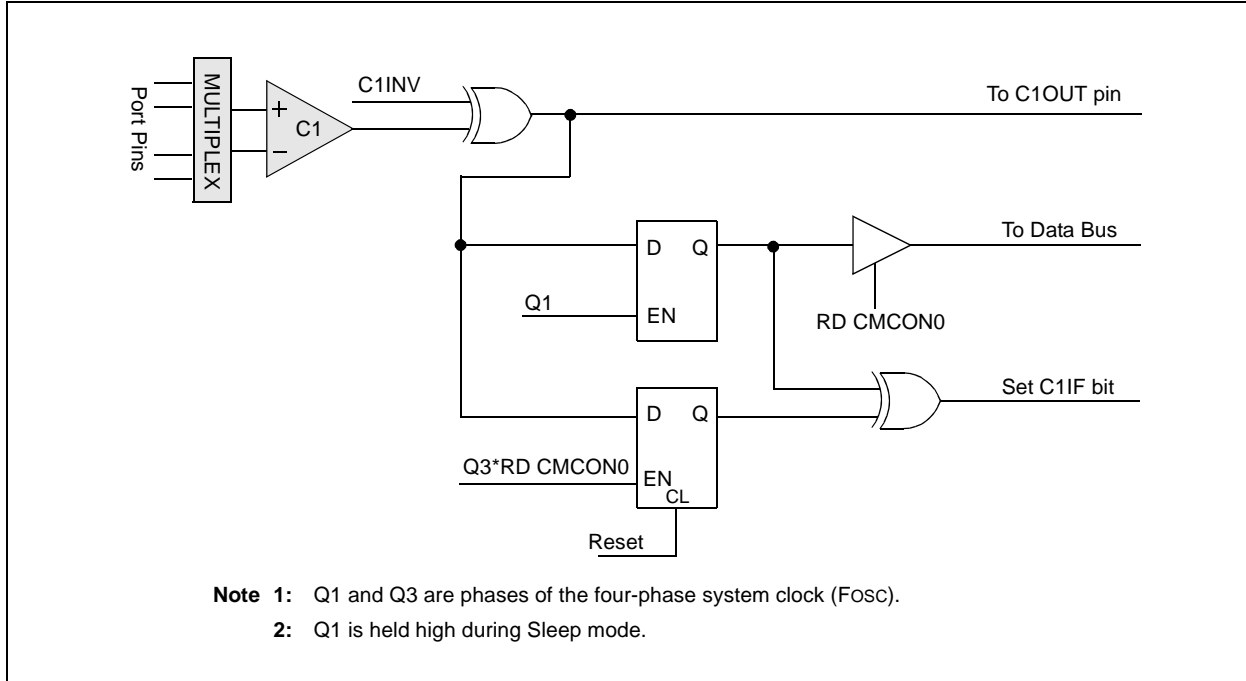 Port Pins
MULTIPLEX
+
−
C1
C1INV
To C1OUT pin
D Q
EN
Q1
To Data Bus
RD CMCON0
D Q
EN
CL
Q3*RD CMCON0
Reset
Set C1IF bit
Note 1: Q1 and Q3 are phases of the four-phase system clock (FOSC).
2: Q1 is held high during Sleep mode.